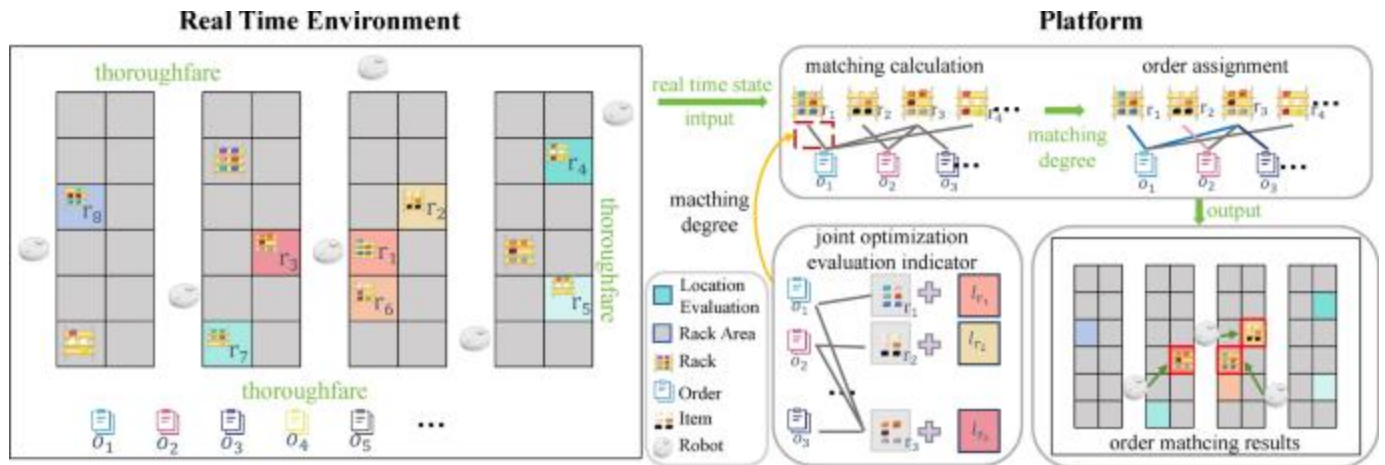 Real Time Environment
thoroughfare
r4
r8
r2
r3
r1
r6
r5
r7
thoroughfare
thoroughfare
o1 o2 o3 o4 o5 ...
real time state
intput
macthing
degree
Location
Evaluation
Rack Area
Rack
Order
Item
Robot
Platform
matching calculation
r1 r2 r3 r4 ...
o1 o2 o3 ...
matching
degree
order assignment
r1 r2 r3 r4 ...
o1 o2 o3 ...
output
joint optimization
evaluation indicator
o1 r1 lr1
o2 r2 lr2
...
o3 r3 lr3
order mathcing results